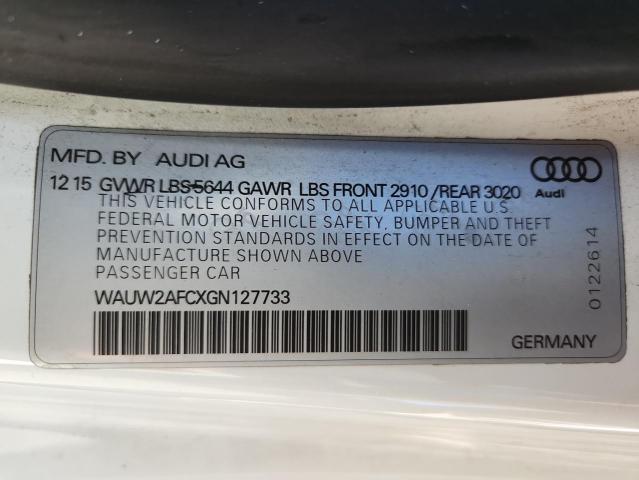 MFD. BY AUDI AG
12 15 GVWR LBS 5644 GAWR LBS FRONT 2910 /REAR 3020
Audi
THIS VEHICLE CONFORMS TO ALL APPLICABLE U.S.
FEDERAL MOTOR VEHICLE SAFETY, BUMPER AND THEFT
PREVENTION STANDARDS IN EFFECT ON THE DATE OF
MANUFACTURE SHOWN ABOVE
PASSENGER CAR
WAUW2AFCXGN127733
GERMANY
0122614